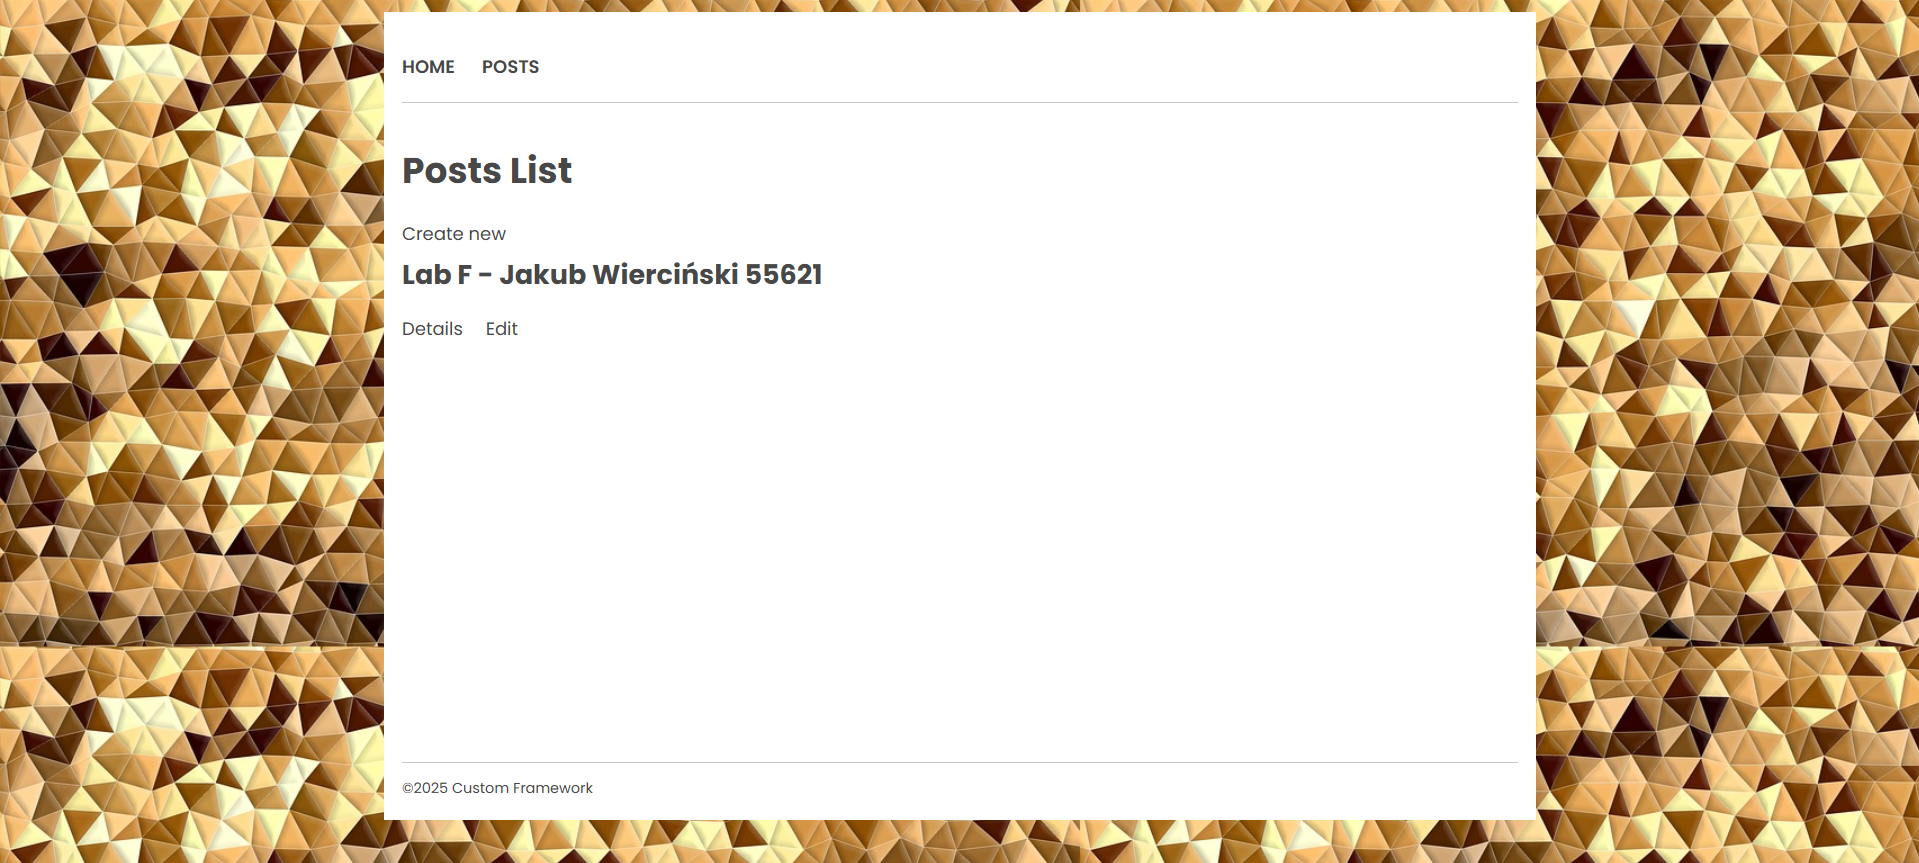 HOME POSTS
Posts List
Create new
Lab F - Jakub Wierciński 55621
Details Edit
©2025 Custom Framework